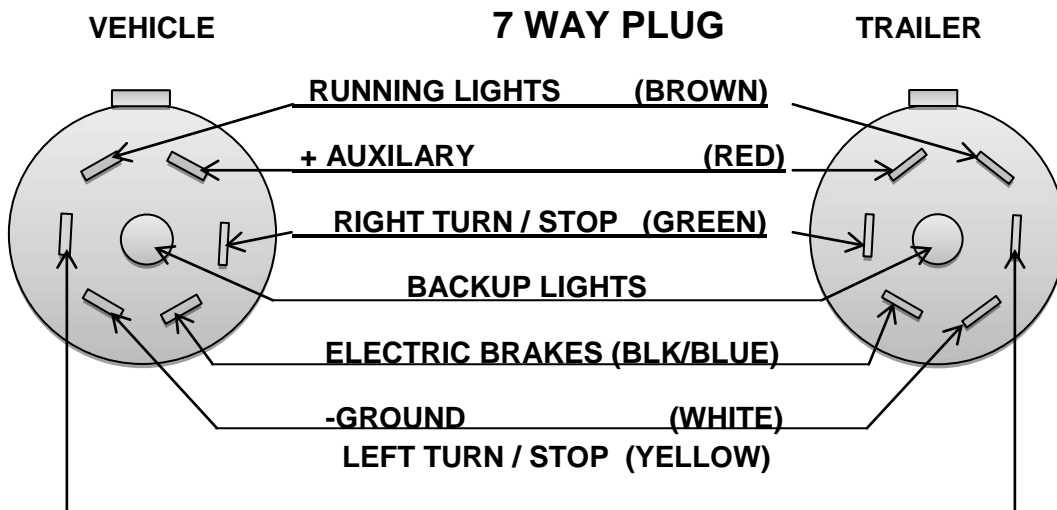 VEHICLE 7 WAY PLUG TRAILER
RUNNING LIGHTS (BROWN)
+ AUXILARY (RED)
RIGHT TURN / STOP (GREEN)
BACKUP LIGHTS
ELECTRIC BRAKES (BLK/BLUE)
-GROUND (WHITE)
LEFT TURN / STOP (YELLOW)